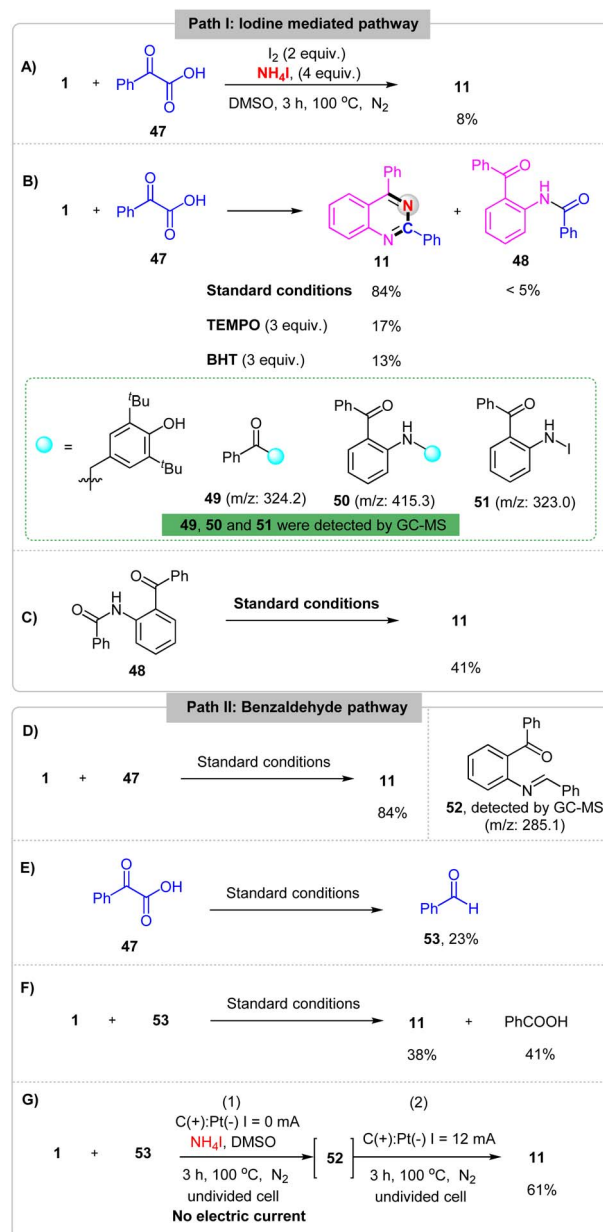 Path I: Iodine mediated pathway
A)
1 + Ph O OH O
47
I₂ (2 equiv.)
NH₄I, (4 equiv.)
DMSO, 3 h, 100 °C, N₂
11
8%
B)
1 + Ph O OH O
47
Ph N N C Ph
11
+
Ph O H N O Ph
48
Standard conditions 84% < 5%
TEMPO (3 equiv.) 17%
BHT (3 equiv.) 13%
= ᵗBu OH ᵗBu
O Ph
49 (m/z: 324.2)
Ph O H N
50 (m/z: 415.3)
Ph O H N I
51 (m/z: 323.0)
49, 50 and 51 were detected by GC-MS
C)
O Ph H N O Ph
48
Standard conditions
11
41%
Path II: Benzaldehyde pathway
D)
1 + 47
Standard conditions
11
84%
Ph O N Ph
52, detected by GC-MS
(m/z: 285.1)
E)
Ph O OH O
47
Standard conditions
O Ph H
53, 23%
F)
1 + 53
Standard conditions
11 + PhCOOH
38% 41%
G)
1 + 53
(1)
C(+):Pt(-) I = 0 mA
NH₄I, DMSO
3 h, 100 °C, N₂
undivided cell
No electric current
[ 52 ]
(2)
C(+):Pt(-) I = 12 mA
3 h, 100 °C, N₂
undivided cell
11
61%